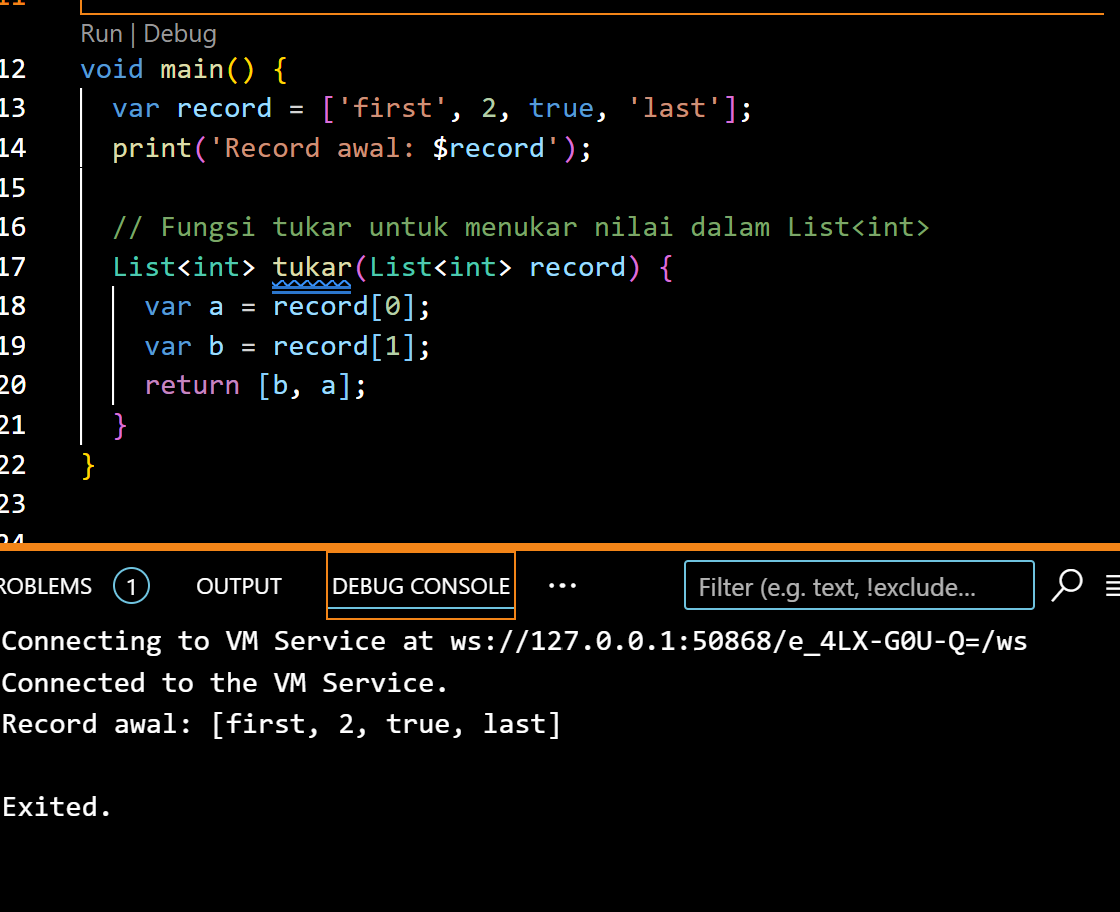 11
Run | Debug
12 void main() {
13 var record = ['first', 2, true, 'last'];
14 print('Record awal: $record');
15
16 // Fungsi tukar untuk menukar nilai dalam List<int>
17 List<int> tukar(List<int> record) {
18 var a = record[0];
19 var b = record[1];
20 return [b, a];
21 }
22 }
23
24
ROBLEMS 1 OUTPUT DEBUG CONSOLE ... Filter (e.g. text, !exclude...
Connecting to VM Service at ws://127.0.0.1:50868/e_4LX-G0U-Q=/ws
Connected to the VM Service.
Record awal: [first, 2, true, last]
Exited.